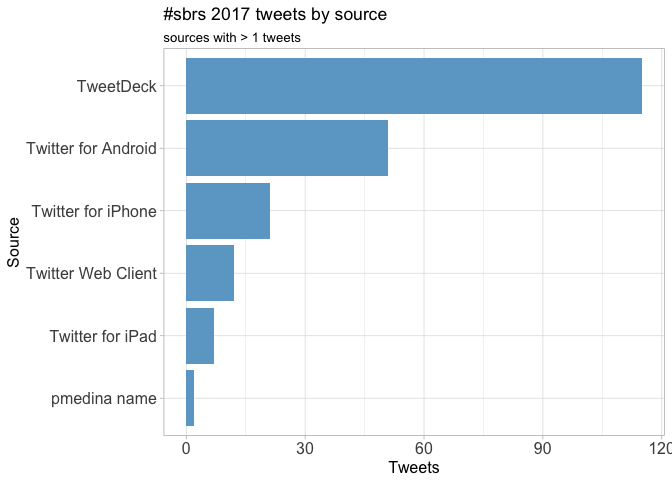 #sbrs 2017 tweets by source
sources with > 1 tweets
TweetDeck
Twitter for Android
Twitter for iPhone
Twitter Web Client
Twitter for iPad
pmedina name
Source
0 30 60 90 120
Tweets